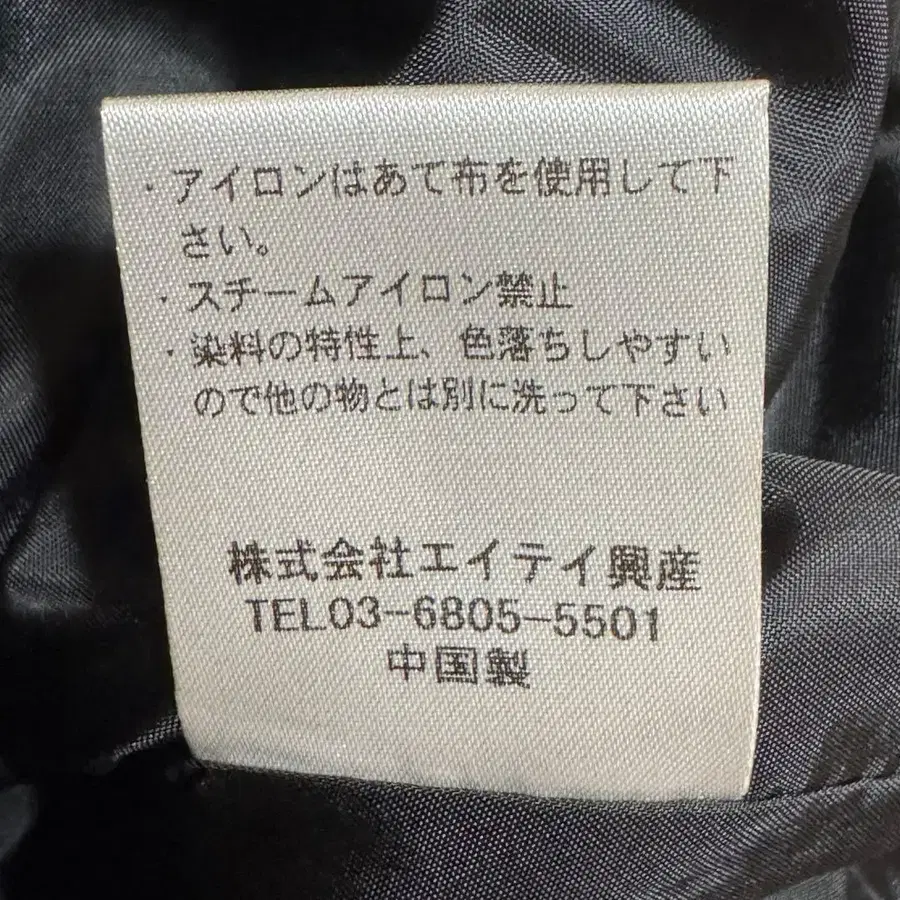 ・アイロンはあて布を使用して下
さい。
・スチームアイロン禁止
・染料の特性上、色落ちしやすい
ので他の物とは別に洗って下さい
株式会社エイテイ興産
TEL03-6805-5501
中国製